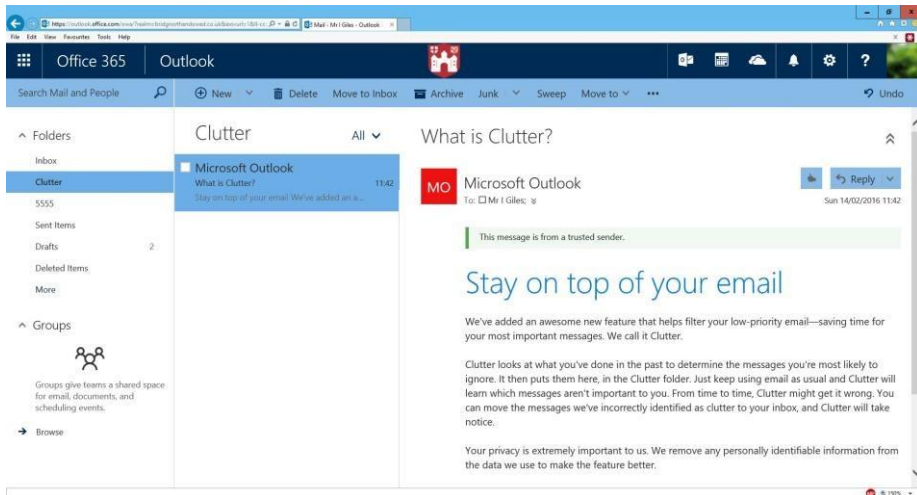 Mail - Mr I Giles - Outlook
File Edit View Favourites Tools Help
Office 365 Outlook
Search Mail and People
New Delete Move to Inbox Archive Junk Sweep Move to Undo
Folders
Inbox
Clutter
5555
Sent Items
Drafts 2
Deleted Items
More
Groups
Groups give teams a shared space
for email, documents, and
scheduling events.
Browse
Clutter All
Microsoft Outlook
What is Clutter? 11:42
Stay on top of your email We've added an a...
What is Clutter?
MO
Microsoft Outlook
To: Mr I Giles;
Reply
Sun 14/02/2016 11:42
This message is from a trusted sender.
Stay on top of your email
We've added an awesome new feature that helps filter your low-priority email—saving time for
your most important messages. We call it Clutter.
Clutter looks at what you've done in the past to determine the messages you're most likely to
ignore. It then puts them here, in the Clutter folder. Just keep using email as usual and Clutter will
learn which messages aren't important to you. From time to time, Clutter might get it wrong. You
can move the messages we've incorrectly identified as clutter to your inbox, and Clutter will take
notice.
Your privacy is extremely important to us. We remove any personally identifiable information from
the data we use to make the feature better.